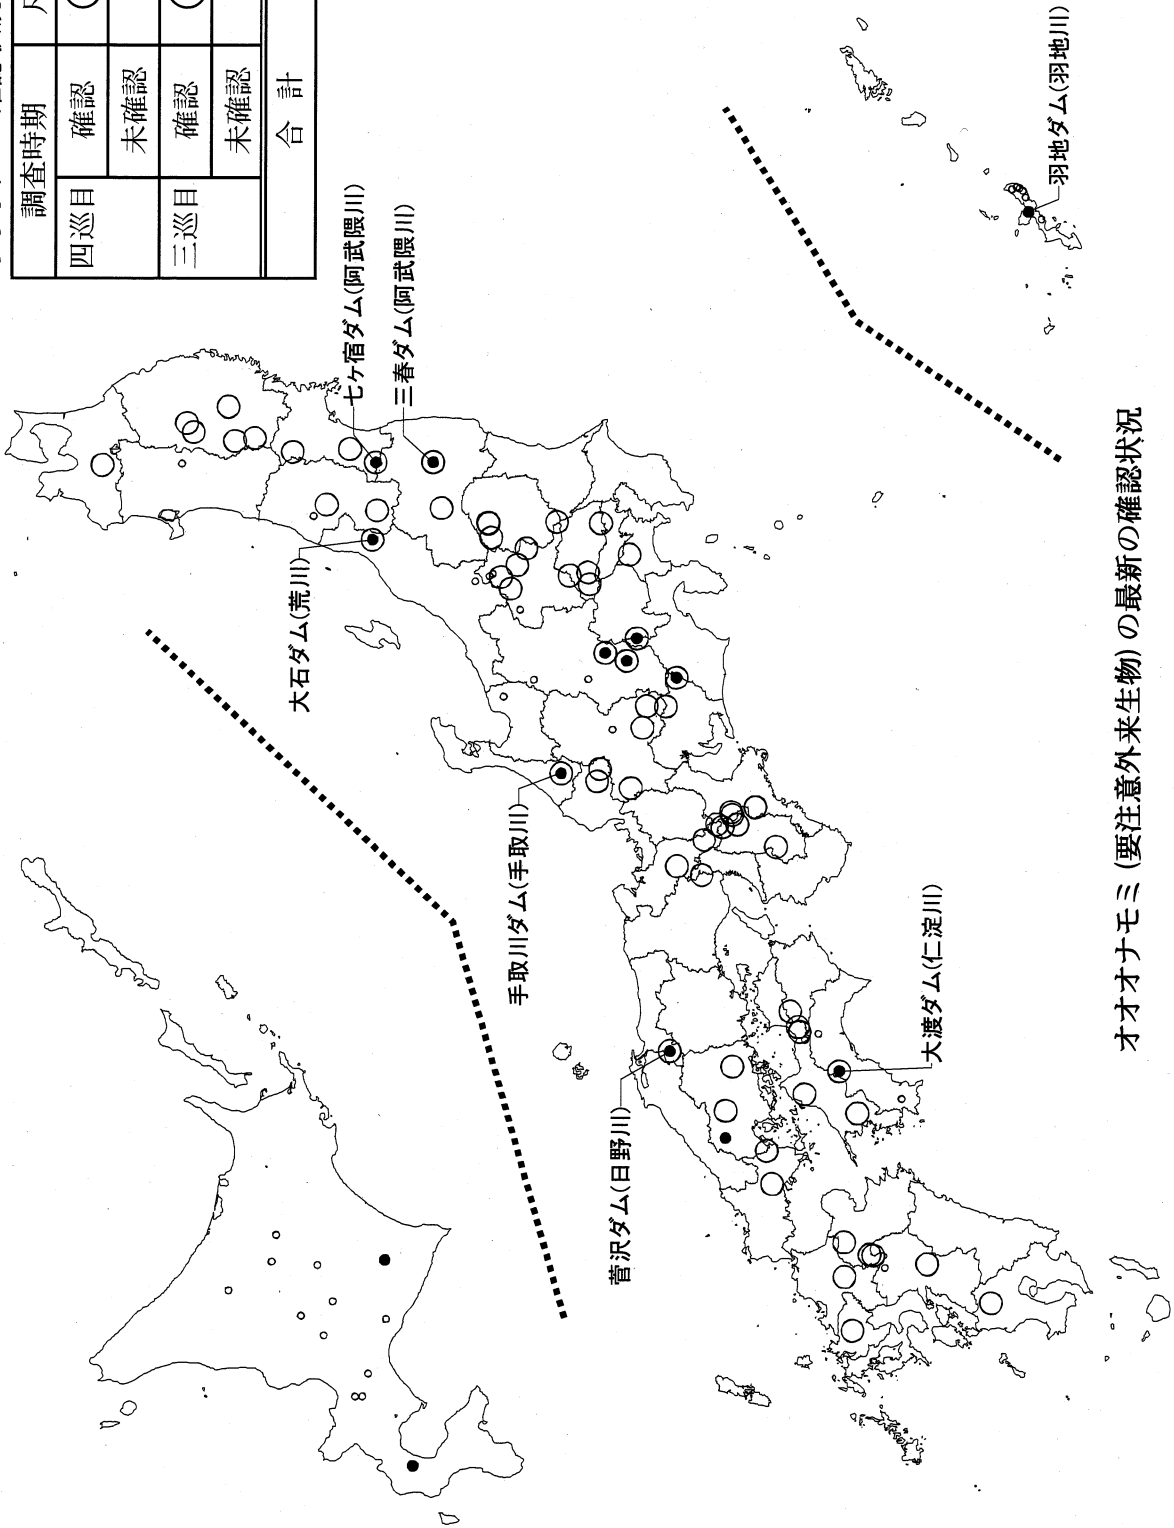 調査時期
四巡目
確認
未確認
三巡目
確認
未確認
合 計
七ヶ宿ダム(阿武隈川)
三春ダム(阿武隈川)
大石ダム(荒川)
手取川ダム(手取川)
菅沢ダム(日野川)
大渡ダム(仁淀川)
羽地ダム(羽地川)
オオオナモミ (要注意外来生物) の最新の確認状況